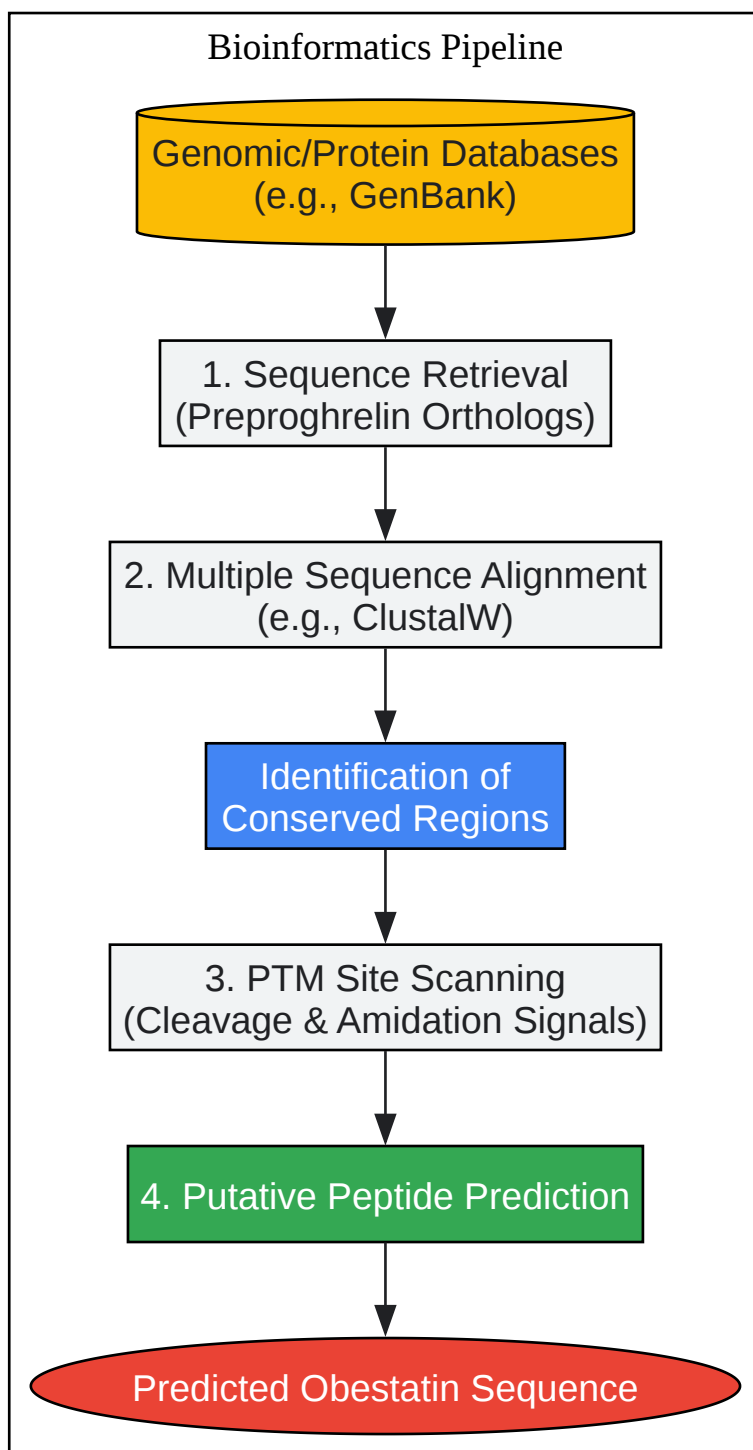 Bioinformatics Pipeline
Genomic/Protein Databases
(e.g., GenBank)
1. Sequence Retrieval
(Preproghrelin Orthologs)
2. Multiple Sequence Alignment
(e.g., ClustalW)
Identification of
Conserved Regions
3. PTM Site Scanning
(Cleavage & Amidation Signals)
4. Putative Peptide Prediction
Predicted Obestatin Sequence